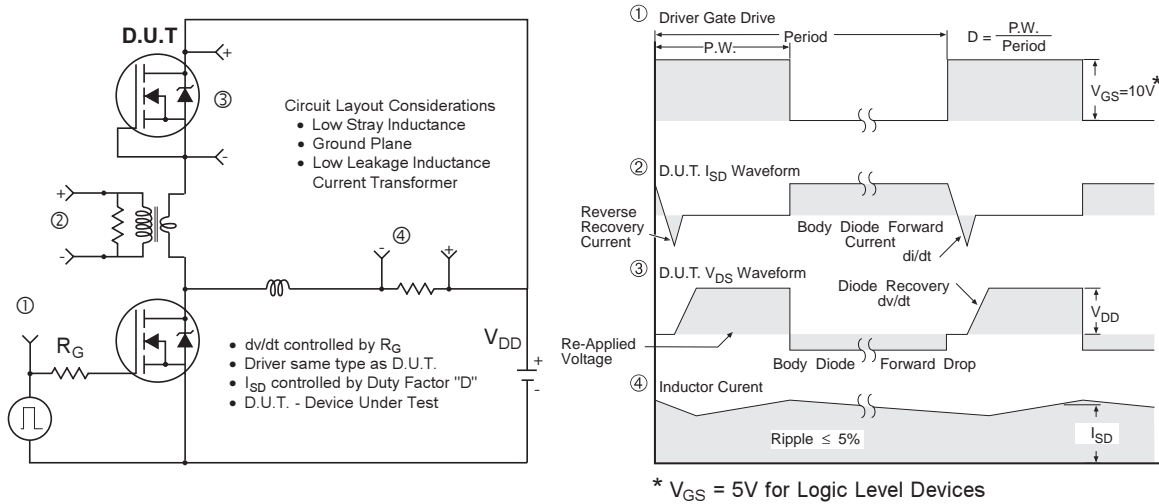 D.U.T
+
③
-
Circuit Layout Considerations
• Low Stray Inductance
• Ground Plane
• Low Leakage Inductance
Current Transformer
+
②
-
④
- +
①
R_G
• dv/dt controlled by R_G
• Driver same type as D.U.T.
• I_SD controlled by Duty Factor "D"
• D.U.T. - Device Under Test
V_DD
+
-
① Driver Gate Drive
Period
P.W.
D = P.W.
Period
V_GS=10V*
② D.U.T. I_SD Waveform
Reverse
Recovery
Current
Body Diode Forward
Current
di/dt
③ D.U.T. V_DS Waveform
Diode Recovery
dv/dt
V_DD
Re-Applied
Voltage
Body Diode Forward Drop
④ Inductor Curent
Ripple ≤ 5%
I_SD
* V_GS = 5V for Logic Level Devices